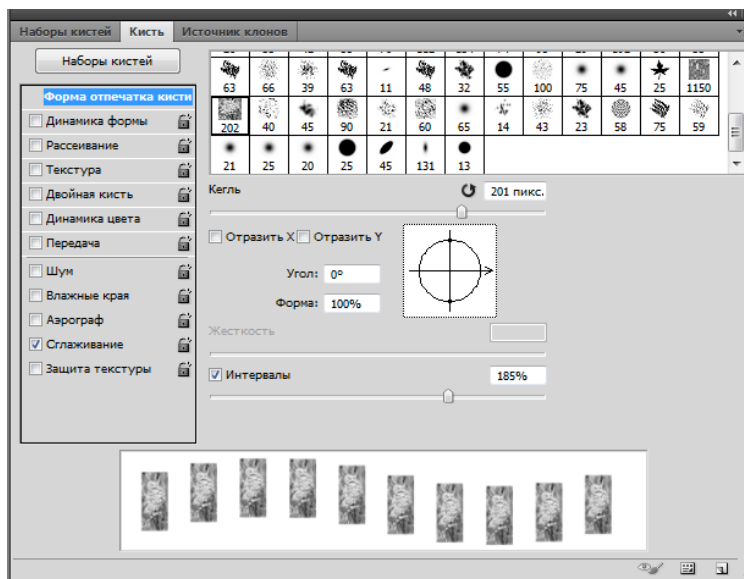 Наборы кистей Кисть Источник клонов
Наборы кистей
Форма отпечатка кисти
Динамика формы
Рассеивание
Текстура
Двойная кисть
Динамика цвета
Передача
Шум
Влажные края
Аэрограф
Сглаживание
Защита текстуры
63 66 39 63 11 48 32 55 100 75 45 25 1150
202 40 45 90 21 60 65 14 43 23 58 75 59
21 25 20 25 45 131 13
Кегль 201 пикс.
Отразить X Отразить Y
Угол: 0º
Форма: 100%
Жесткость
Интервалы 185%